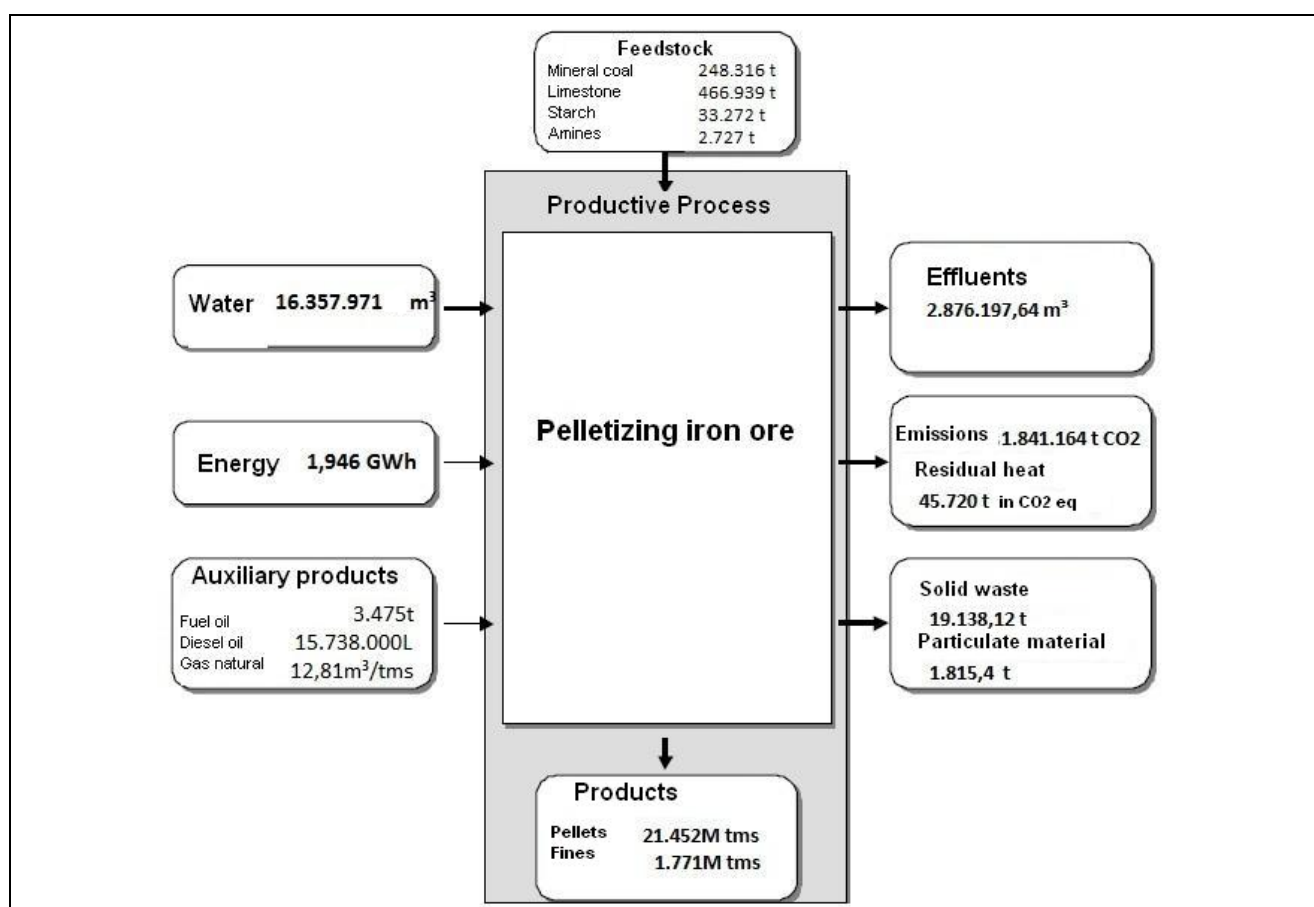 Feedstock
Mineral coal 248.316 t
Limestone 466.939 t
Starch 33.272 t
Amines 2.727 t
Productive Process
Pelletizing iron ore
Water 16.357.971 m³
Energy 1,946 GWh
Auxiliary products
Fuel oil 3.475t
Diesel oil 15.738.000L
Gas natural 12,81m³/tms
Effluents
2.876.197,64 m³
Emissions 1.841.164 t CO2
Residual heat
45.720 t in CO2 eq
Solid waste
19.138,12 t
Particulate material
1.815,4 t
Products
Pellets 21.452M tms
Fines 1.771M tms